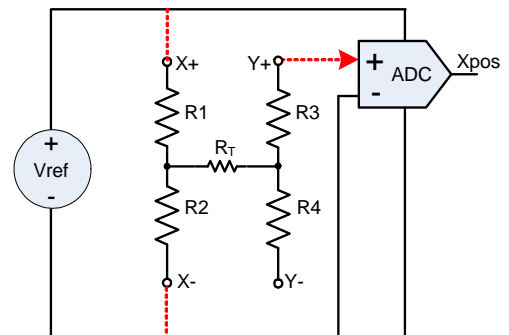 X+
Y+
+
-
ADC
Xpos
R1
R3
+
Vref
-
RT
R2
R4
X-
Y-